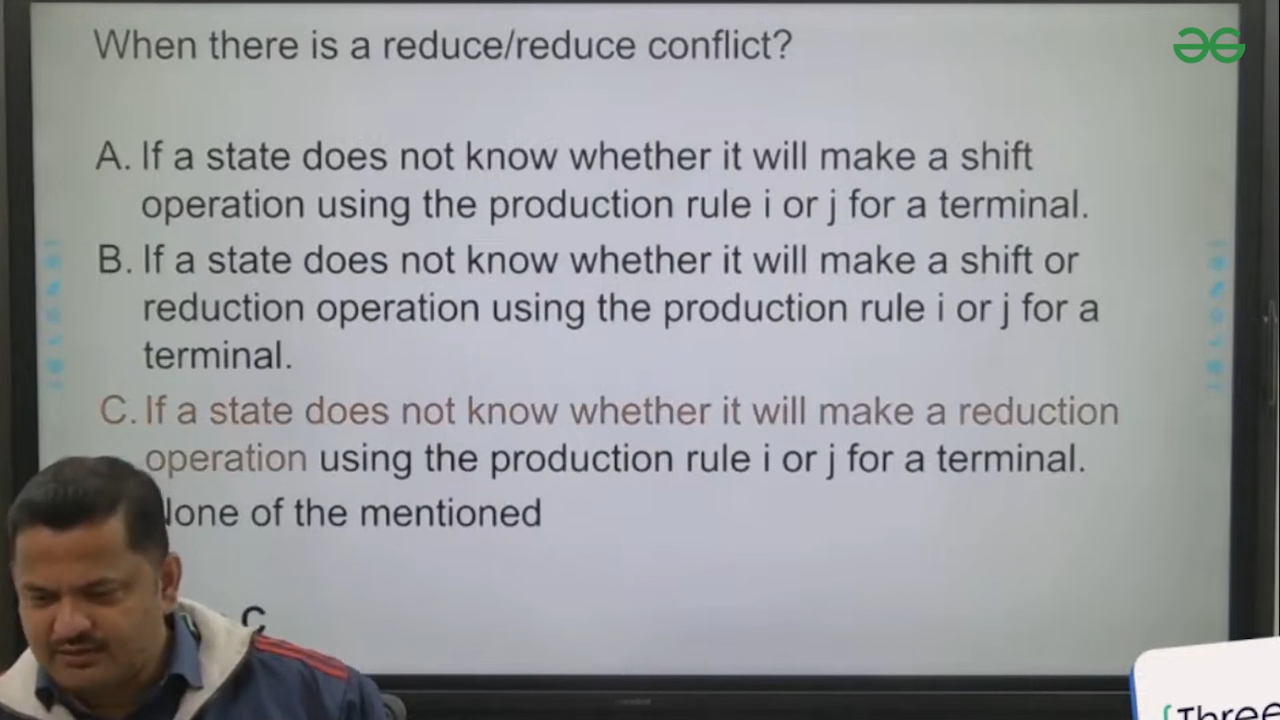 When there is a reduce/reduce conflict?
A. If a state does not know whether it will make a shift
operation using the production rule i or j for a terminal.
B. If a state does not know whether it will make a shift or
reduction operation using the production rule i or j for a
terminal.
C. If a state does not know whether it will make a reduction
operation using the production rule i or j for a terminal.
of the mentioned
C
{Three